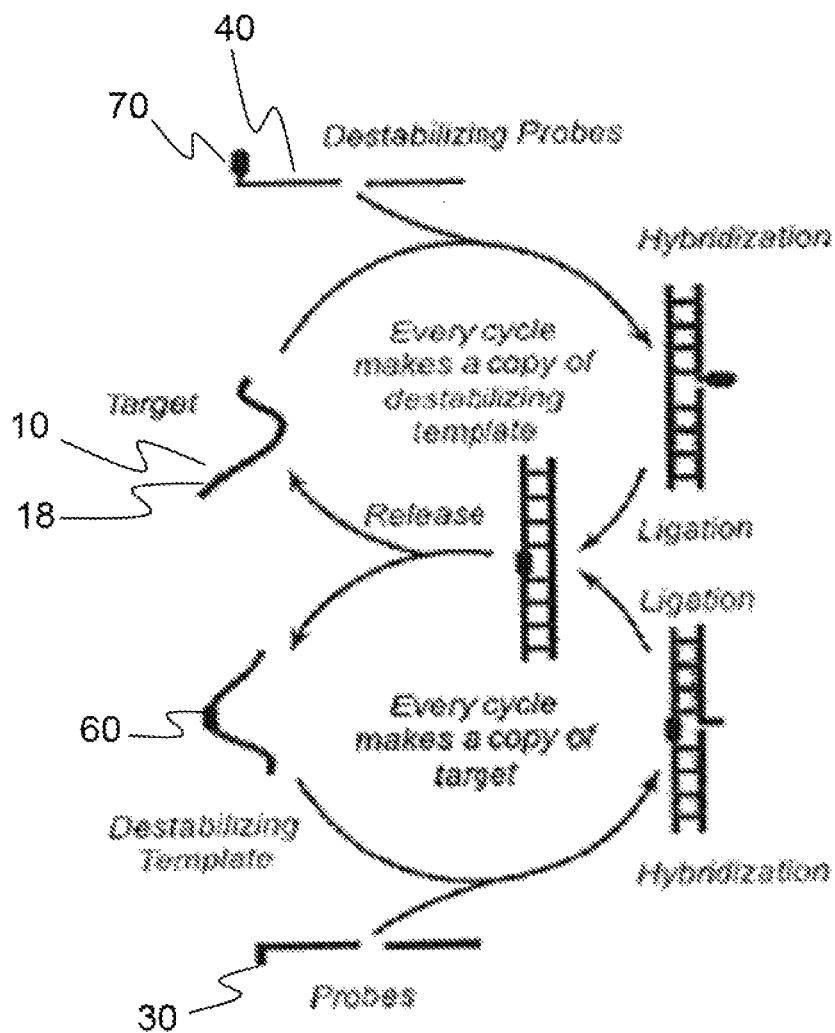 40
70
Destabilizing Probes
Hybridization
Every cycle
makes a copy of
destabilizing
template
Target
10
18
Release
Ligation
Ligation
60
Every cycle
makes a copy of
target
Destabilizing
Template
Hybridization
30
Probes